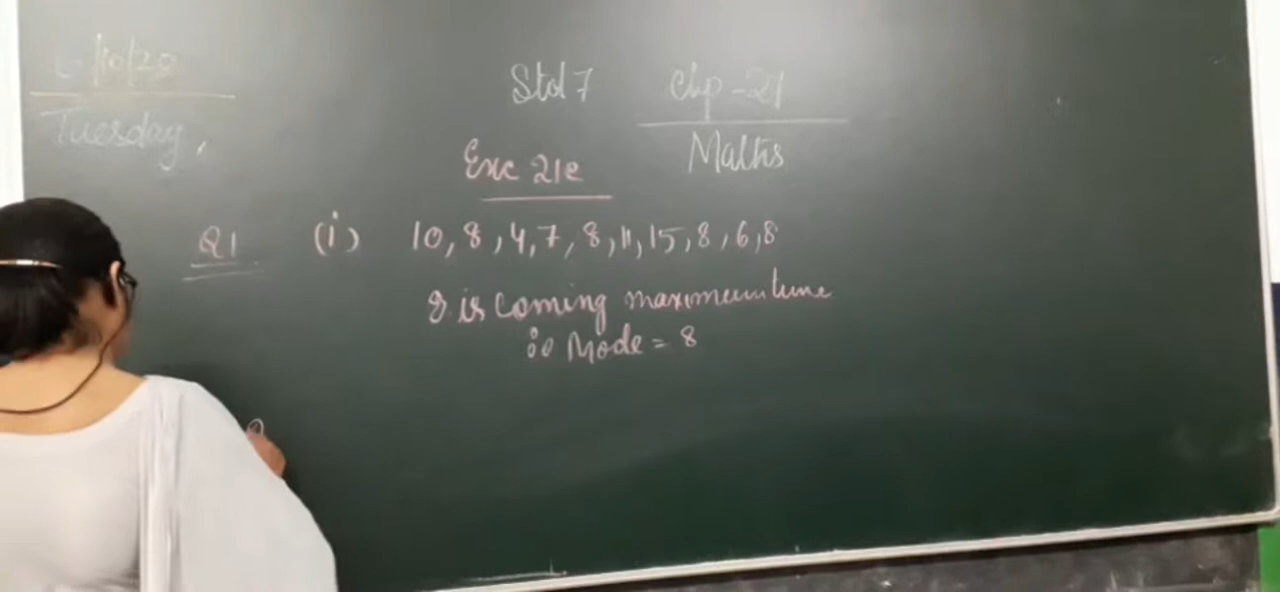 /10/20
Tuesday,
Std 7 Chp-21
Maths
Exc 21e
Q1 (i) 10, 8, 4, 7, 8, 11, 15, 8, 6, 8
8 is coming maximum time
ie Mode = 8